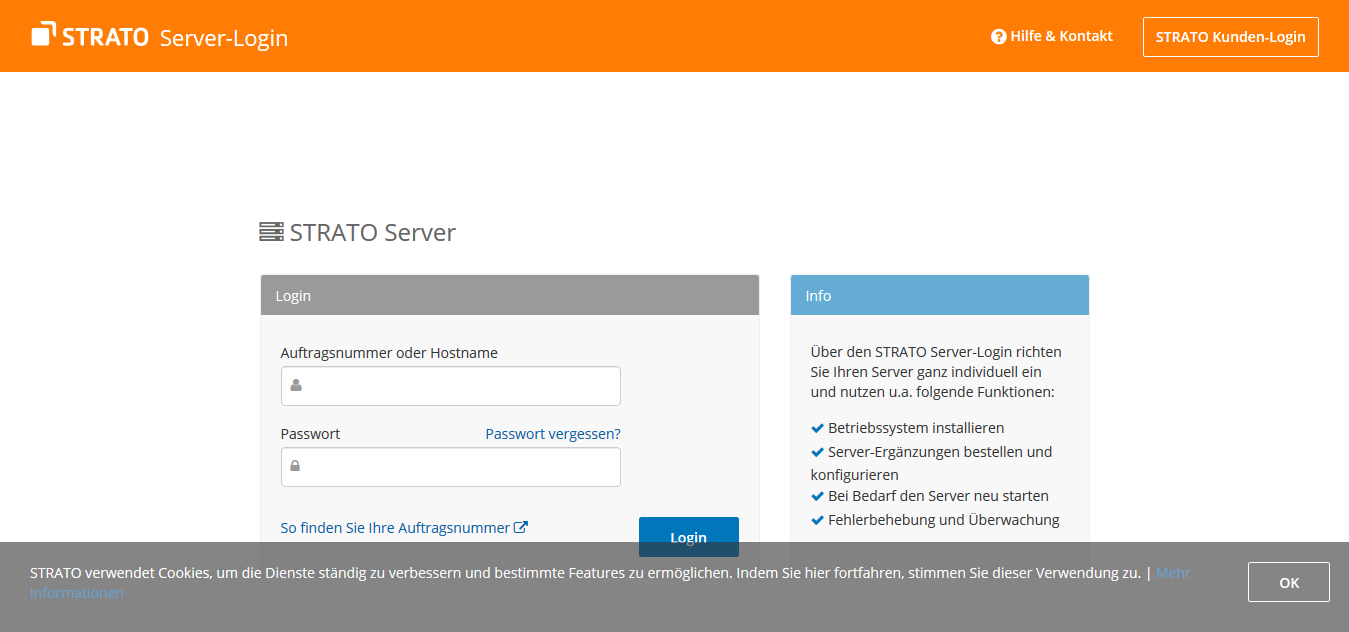 STRATO Server-Login
Hilfe & Kontakt
STRATO Kunden-Login
STRATO Server
Login
Auftragsnummer oder Hostname
Passwort
Passwort vergessen?
So finden Sie Ihre Auftragsnummer
Login
Info
Über den STRATO Server-Login richten
Sie Ihren Server ganz individuell ein
und nutzen u.a. folgende Funktionen:
Betriebssystem installieren
Server-Ergänzungen bestellen und
konfigurieren
Bei Bedarf den Server neu starten
Fehlerbehebung und Überwachung
STRATO verwendet Cookies, um die Dienste ständig zu verbessern und bestimmte Features zu ermöglichen. Indem Sie hier fortfahren, stimmen Sie dieser Verwendung zu. | Mehr
Informationen
OK